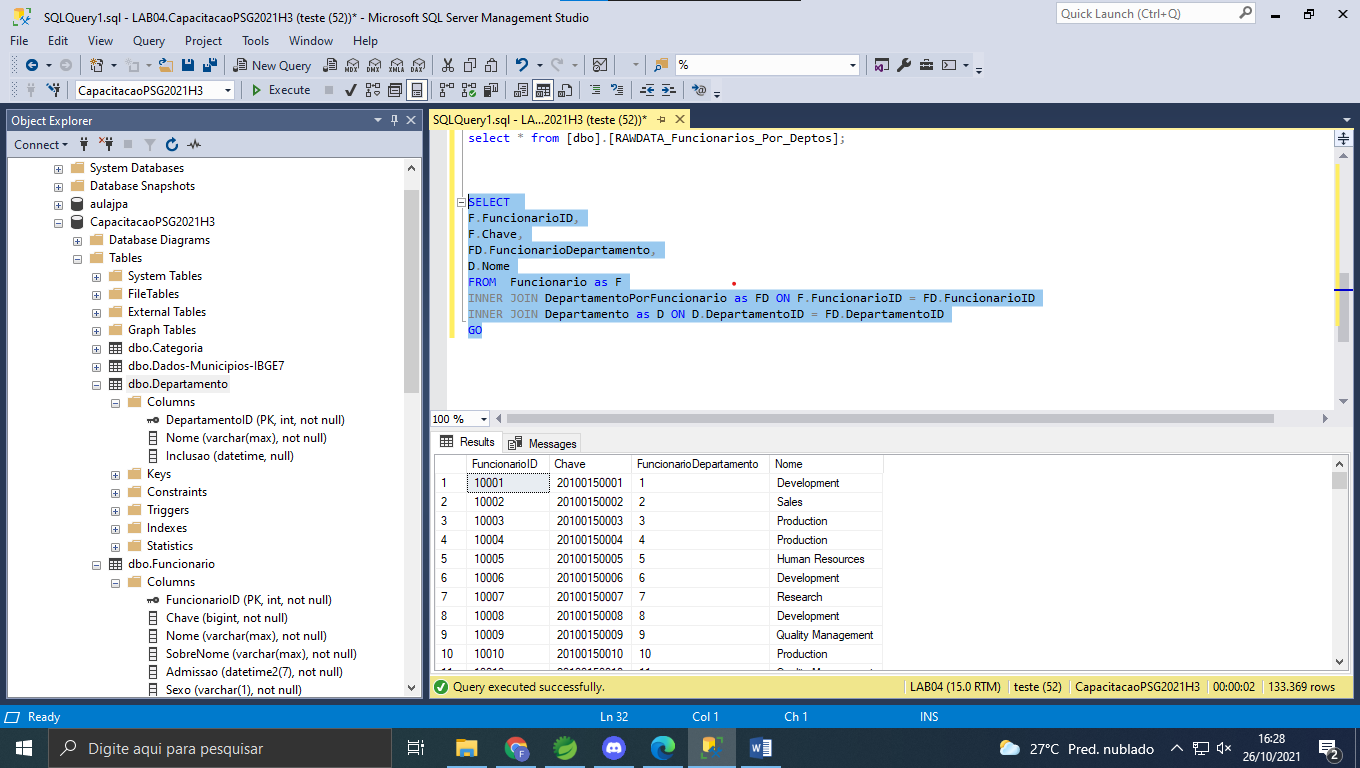 SQLQuery1.sql - LAB04.CapacitacaoPSG2021H3 (teste (52))* - Microsoft SQL Server Management Studio
Quick Launch (Ctrl+Q)
File Edit View Query Project Tools Window Help
New Query MDX DMX XMLA DAX %
CapacitacaoPSG2021H3 Execute
Object Explorer
Connect
System Databases
Database Snapshots
aulajpa
CapacitacaoPSG2021H3
Database Diagrams
Tables
System Tables
FileTables
External Tables
Graph Tables
dbo.Categoria
dbo.Dados-Municipios-IBGE7
dbo.Departamento
Columns
DepartamentoID (PK, int, not null)
Nome (varchar(max), not null)
Inclusao (datetime, null)
Keys
Constraints
Triggers
Indexes
Statistics
dbo.Funcionario
Columns
FuncionarioID (PK, int, not null)
Chave (bigint, not null)
Nome (varchar(max), not null)
SobreNome (varchar(max), not null)
Admissao (datetime2(7), not null)
Sexo (varchar(1), not null)
SQLQuery1.sql - LA...2021H3 (teste (52))*
select * from [dbo].[RAWDATA_Funcionarios_Por_Deptos];
SELECT
F.FuncionarioID,
F.Chave,
FD.FuncionarioDepartamento,
D.Nome
FROM  Funcionario as F
INNER JOIN DepartamentoPorFuncionario as FD ON F.FuncionarioID = FD.FuncionarioID
INNER JOIN Departamento as D ON D.DepartamentoID = FD.DepartamentoID
GO
100 %
Results Messages
FuncionarioID Chave FuncionarioDepartamento Nome
1 10001 20100150001 1 Development
2 10002 20100150002 2 Sales
3 10003 20100150003 3 Production
4 10004 20100150004 4 Production
5 10005 20100150005 5 Human Resources
6 10006 20100150006 6 Development
7 10007 20100150007 7 Research
8 10008 20100150008 8 Development
9 10009 20100150009 9 Quality Management
10 10010 20100150010 10 Production
Query executed successfully. LAB04 (15.0 RTM) teste (52) CapacitacaoPSG2021H3 00:00:02 133.369 rows
Ready Ln 32 Col 1 Ch 1 INS
Digite aqui para pesquisar
27°C Pred. nublado
16:28
26/10/2021
2